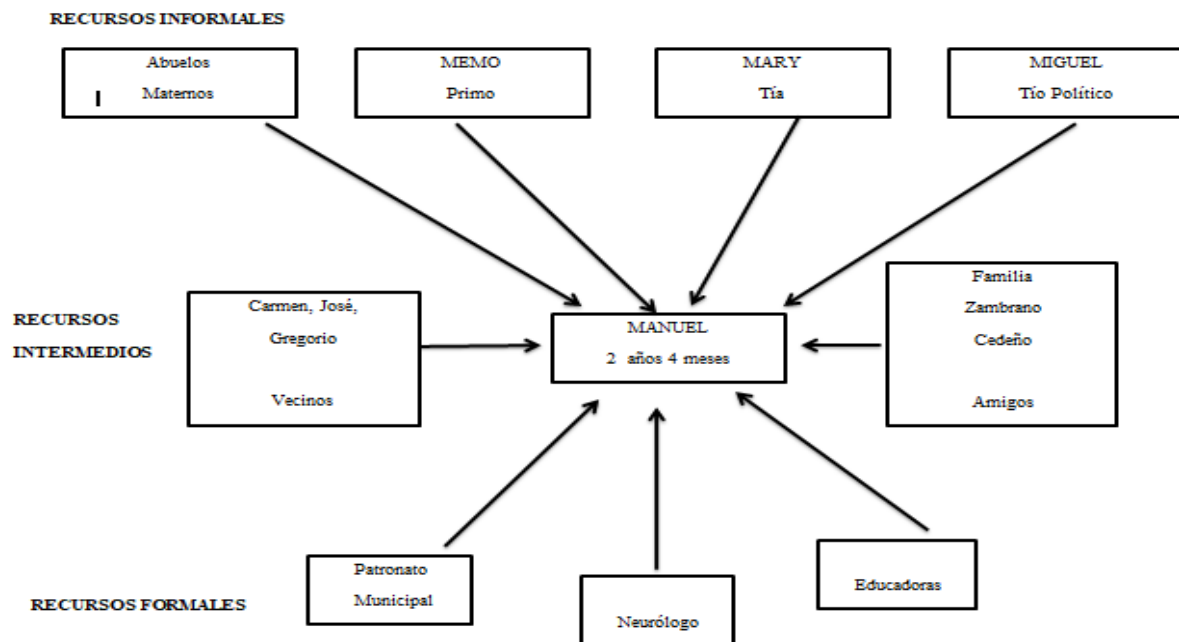 RECURSOS INFORMALES
Abuelos
Maternos
MEMO
Primo
MARY
Tía
MIGUEL
Tío Político
RECURSOS
INTERMEDIOS
Carmen, José,
Gregorio
Vecinos
MANUEL
2 años 4 meses
Familia
Zambrano
Cedeño
Amigos
RECURSOS FORMALES
Patronato
Municipal
Neurólogo
Educadoras